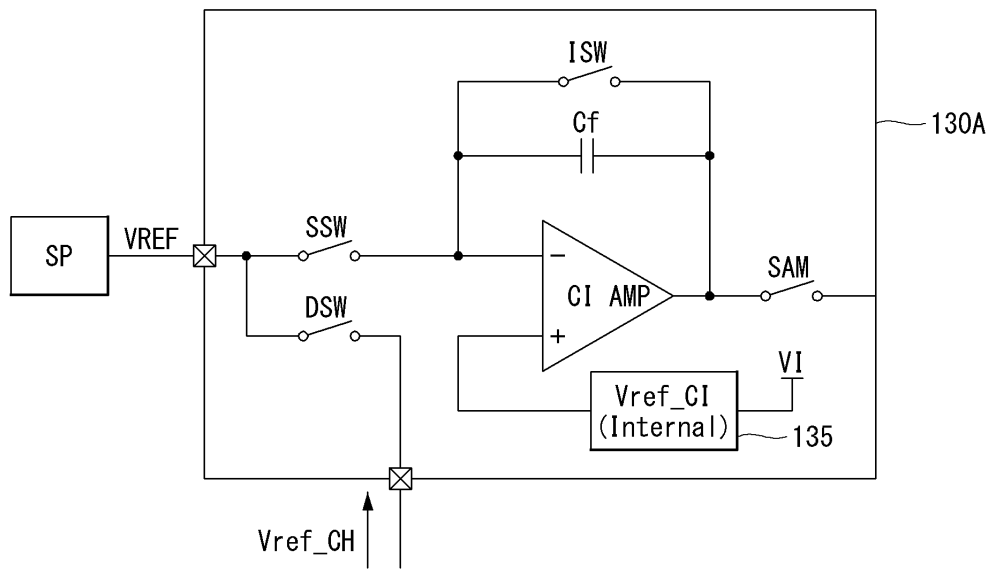 ISW
130A
Cf
SP
VREF
SSW
−
CI AMP
SAM
DSW
+
VI
Vref_CI
(Internal)
135
Vref_CH